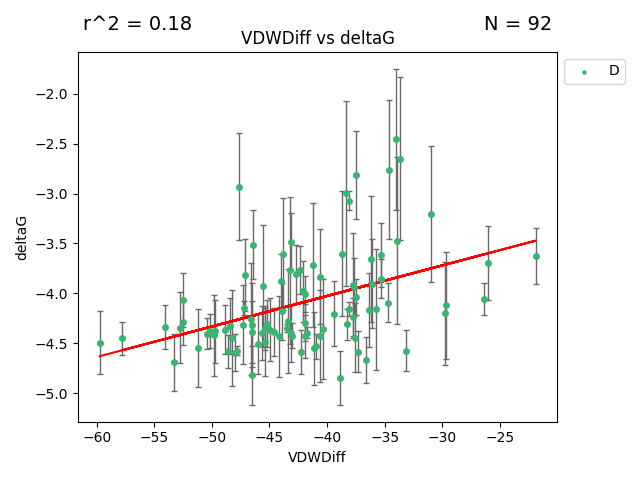 r^2 = 0.18
N = 92
VDWDiff vs deltaG
D
−2.0
−2.5
−3.0
−3.5
−4.0
−4.5
−5.0
deltaG
−60
−55
−50
−45
−40
−35
−30
−25
VDWDiff